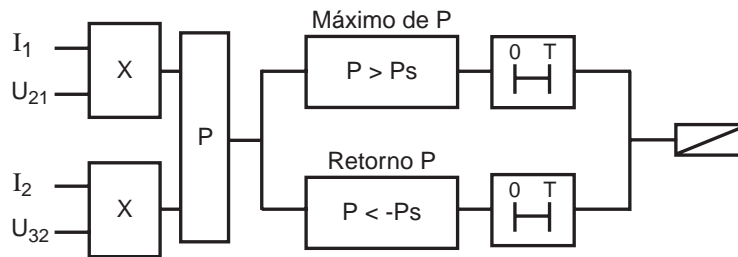 Máximo de P
I1
U21
X
P
P > Ps
0 T
Retorno P
I2
U32
X
P < -Ps
0 T